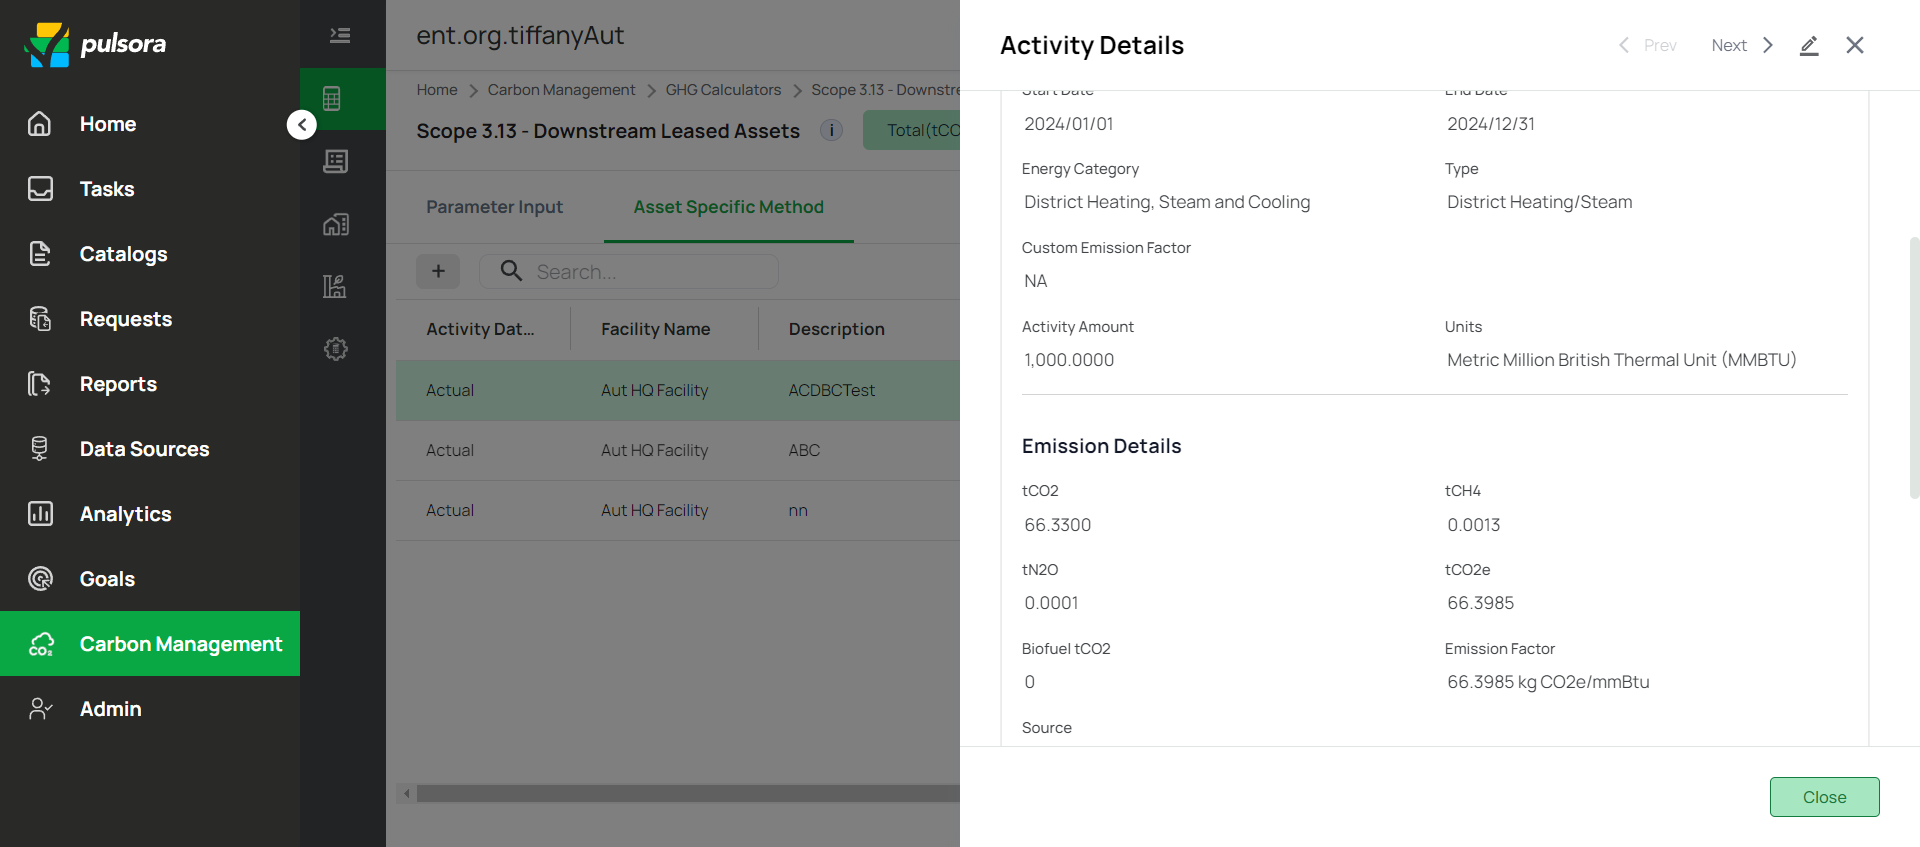 pulsora
Home
Tasks
Catalogs
Requests
Reports
Data Sources
Analytics
Goals
Carbon Management
Admin
ent.org.tiffanyAut
Home > Carbon Management > GHG Calculators > Scope 3.13 - Downstre
Scope 3.13 - Downstream Leased Assets i Total(tCO
Parameter Input Asset Specific Method
+ Search...
Activity Dat... Facility Name Description
Actual Aut HQ Facility ACDBCTest
Actual Aut HQ Facility ABC
Actual Aut HQ Facility nn
Activity Details
Prev Next
Start Date End Date
2024/01/01 2024/12/31
Energy Category Type
District Heating, Steam and Cooling District Heating/Steam
Custom Emission Factor
NA
Activity Amount Units
1,000.0000 Metric Million British Thermal Unit (MMBTU)
Emission Details
tCO2 tCH4
66.3300 0.0013
tN2O tCO2e
0.0001 66.3985
Biofuel tCO2 Emission Factor
0 66.3985 kg CO2e/mmBtu
Source
Close